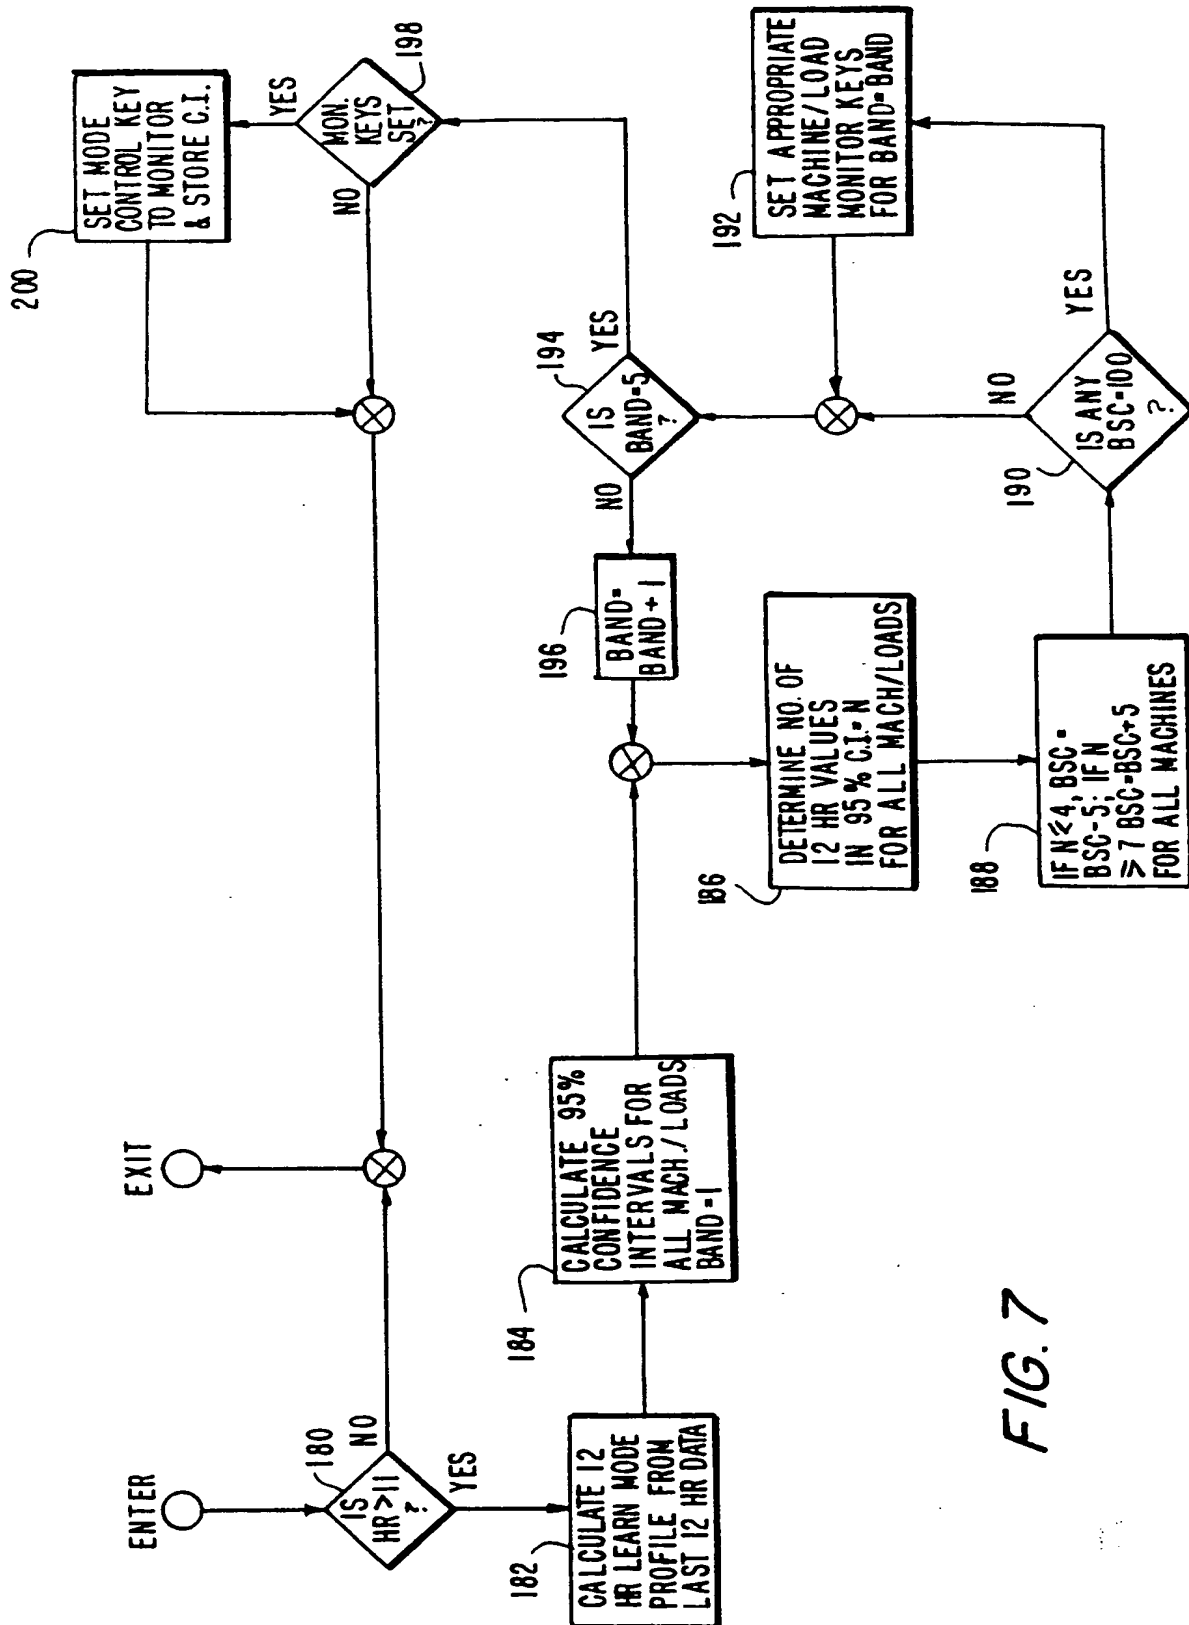 ENTER
EXIT
180
IS
HR>11
?
NO
YES
182
CALCULATE 12
HR LEARN MODE
PROFILE FROM
LAST 12 HR DATA
184
CALCULATE 95%
CONFIDENCE
INTERVALS FOR
ALL MACH./LOADS
BAND=1
186
DETERMINE NO. OF
12 HR VALUES
IN 95% C.I.=N
FOR ALL MACH/LOADS
188
IF N≤4, BSC=
BSC-5; IF N
≥7 BSC=BSC+5
FOR ALL MACHINES
190
IS ANY
BSC=100
?
NO
YES
192
SET APPROPRIATE
MACHINE/LOAD
MONITOR KEYS
FOR BAND=BAND
194
IS
BAND=5
?
NO
YES
196
BAND=
BAND + 1
198
MON.
KEYS
SET
?
NO
YES
200
SET MODE
CONTROL KEY
TO MONITOR
& STORE C.I.
FIG. 7